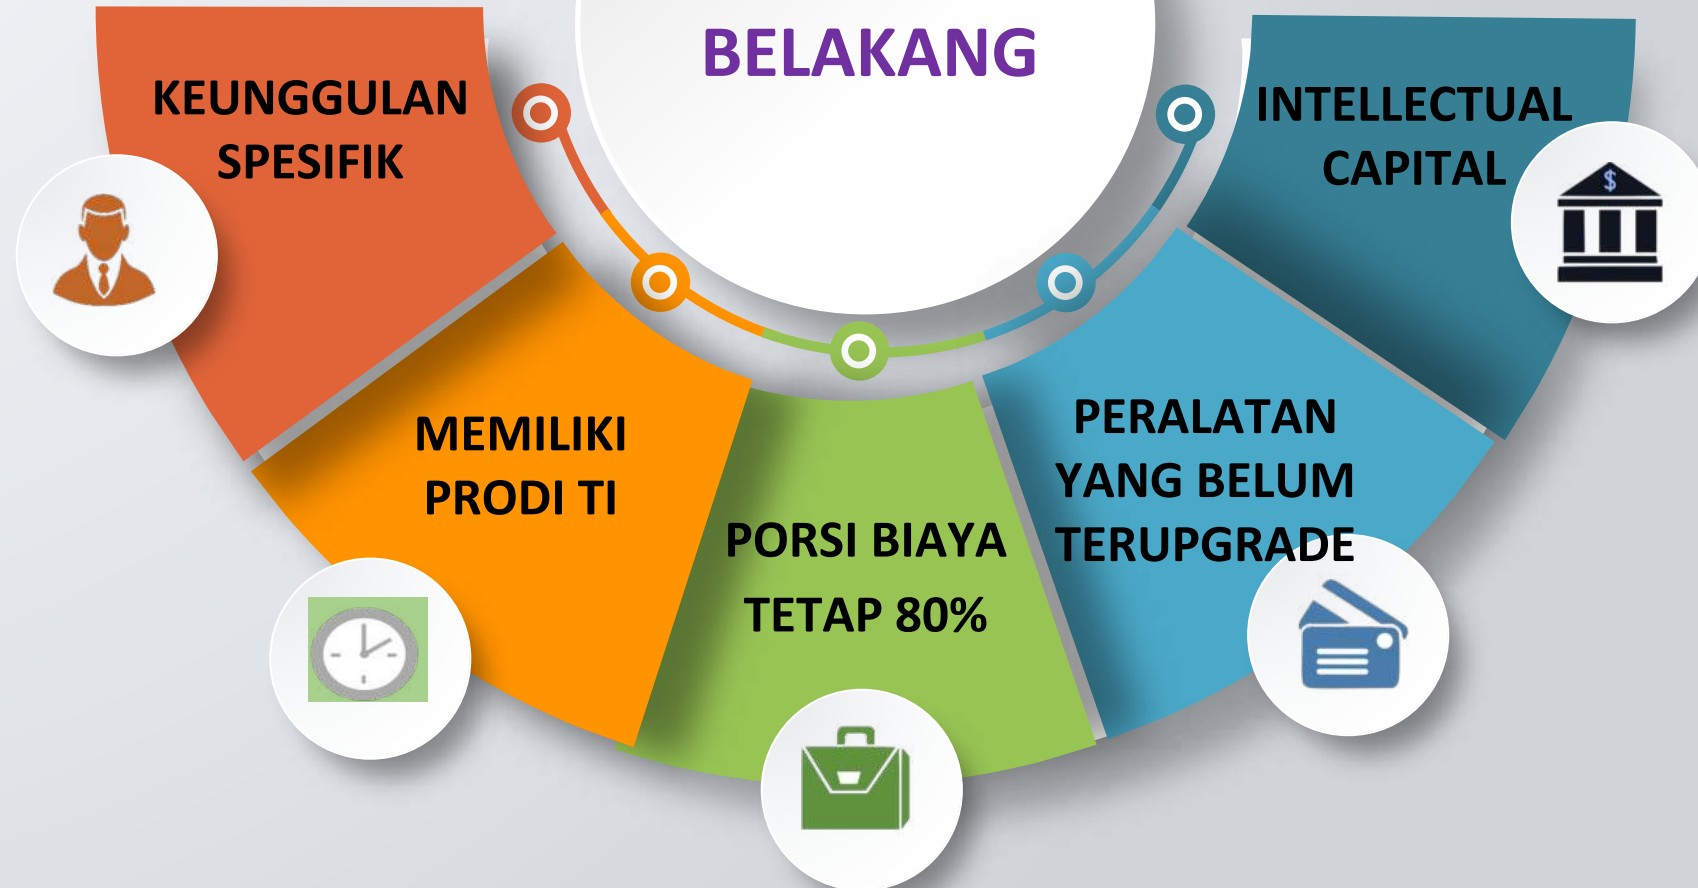 BELAKANG
KEUNGGULAN
SPESIFIK
MEMILIKI
PRODI TI
PORSI BIAYA
TETAP 80%
PERALATAN
YANG BELUM
TERUPGRADE
INTELLECTUAL
CAPITAL
$